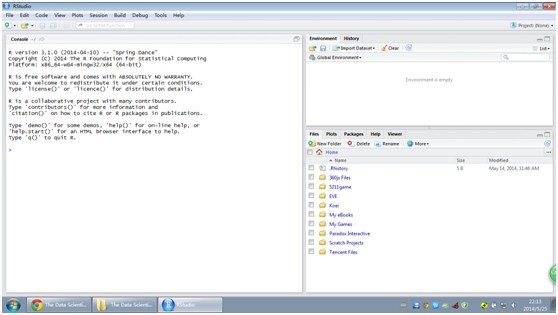 RStudio
File Edit Code View Plots Session Build Debug Tools Help
Go to file/function
Project: (None)
Console
R version 3.1.0 (2014-04-10) -- "Spring Dance"
Copyright (C) 2014 The R Foundation for Statistical Computing
Platform: x86_64-w64-mingw32/x64 (64-bit)
R is free software and comes with ABSOLUTELY NO WARRANTY.
You are welcome to redistribute it under certain conditions.
Type 'license()' or 'licence()' for distribution details.
R is a collaborative project with many contributors.
Type 'contributors()' for more information and
'citation()' on how to cite R or R packages in publications.
Type 'demo()' for some demos, 'help()' for on-line help, or
'help.start()' for an HTML browser interface to help.
Type 'q()' to quit R.
>
Environment History
Import Dataset Clear List
Global Environment
Environment is empty
Files Plots Packages Help Viewer
New Folder Delete Rename More
Home
Name Size Modified
.Rhistory 5 B May 14, 2014, 11:46 AM
360js Files
5211game
EVE
Koei
My eBooks
My Games
Paradox Interactive
Scratch Projects
Tencent Files
The Data Scienti... The Data Scienti... RStudio
22:13
2014/5/25